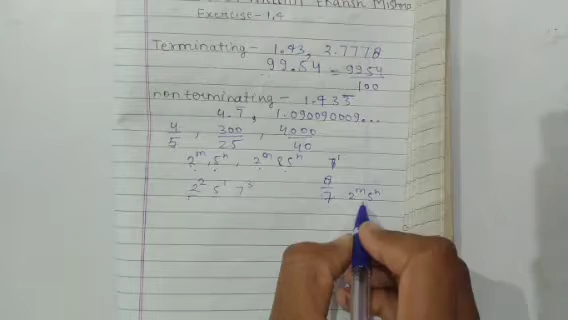 Mishra
Exercise-1.4
Terminating - 1.43, 2.7778
99.54 = 9954/100
non terminating - 1.435̅
4.7̅, 1.090090009...
4/5, 300/25, 4000/40
2^m, 5^n, 2^m & 5^n 7^1
2^2 5^1 7^3 8/7 2^m 5^n